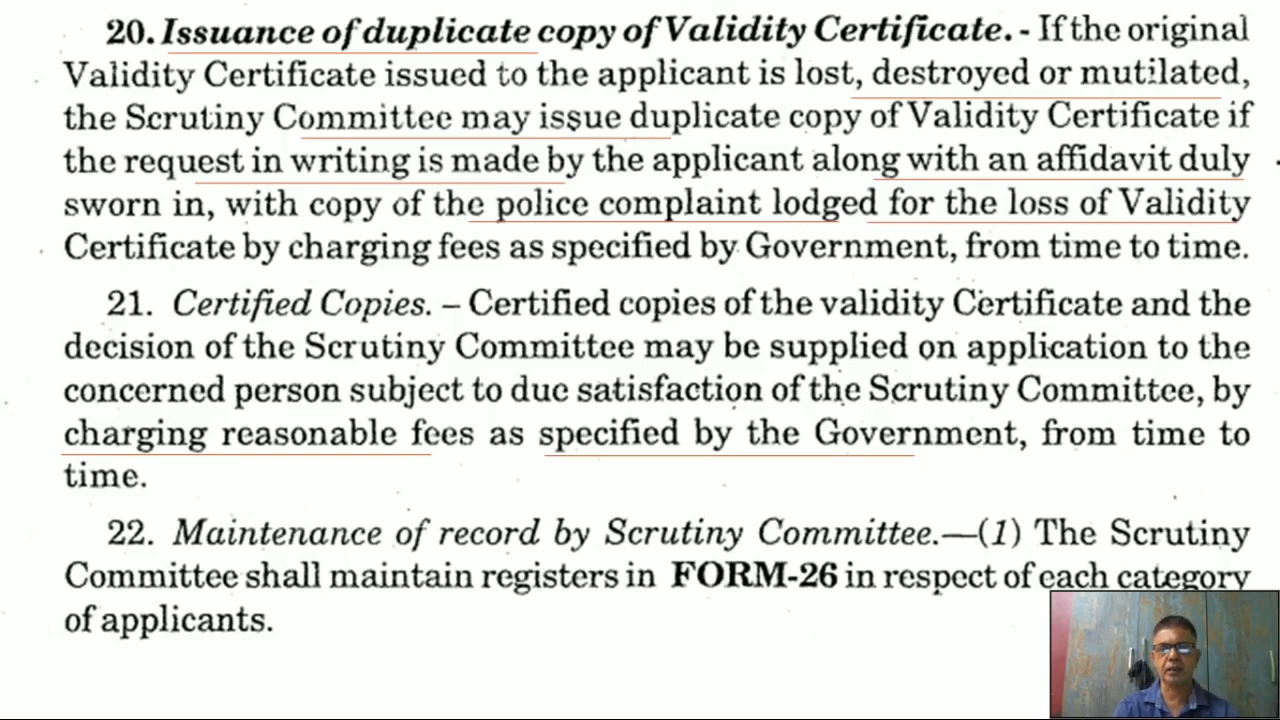 20. Issuance of duplicate copy of Validity Certificate. - If the original
Validity Certificate issued to the applicant is lost, destroyed or mutilated,
the Scrutiny Committee may issue duplicate copy of Validity Certificate if
the request in writing is made by the applicant along with an affidavit duly
sworn in, with copy of the police complaint lodged for the loss of Validity
Certificate by charging fees as specified by Government, from time to time.
21. Certified Copies. – Certified copies of the validity Certificate and the
decision of the Scrutiny Committee may be supplied on application to the
concerned person subject to due satisfaction of the Scrutiny Committee, by
charging reasonable fees as specified by the Government, from time to
time.
22. Maintenance of record by Scrutiny Committee.—(1) The Scrutiny
Committee shall maintain registers in FORM-26 in respect of each category
of applicants.